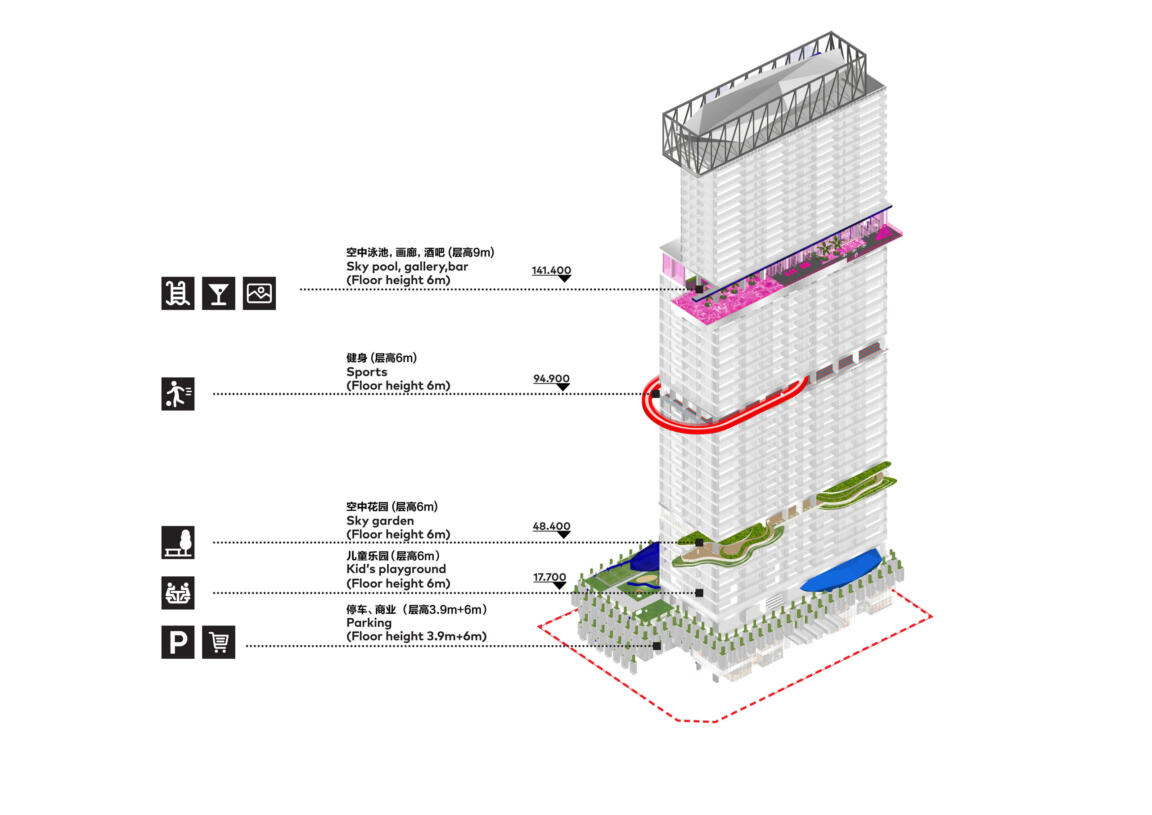 空中泳池，画廊，酒吧 (层高9m)
Sky pool, gallery,bar
(Floor height 6m)
141.400
健身 (层高6m)
Sports
(Floor height 6m)
94.900
空中花园 (层高6m)
Sky garden
(Floor height 6m)
48.400
儿童乐园 (层高6m)
Kid's playground
(Floor height 6m)
17.700
停车、商业（层高3.9m+6m）
Parking
(Floor height 3.9m+6m)
P